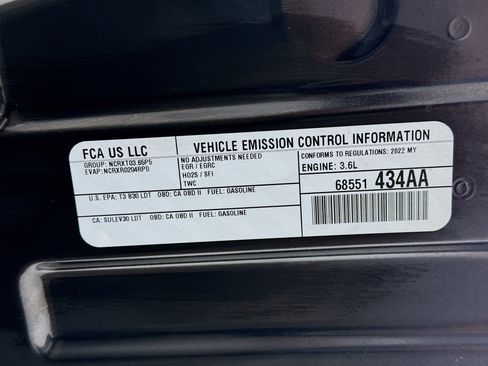 FCA US LLC
GROUP: NCRXT03.65P5
EVAP: NCRXR0204RP0
VEHICLE EMISSION CONTROL INFORMATION
NO ADJUSTMENTS NEEDED
EGR / EGRC
HO2S / SFI
TWC
CONFORMS TO REGULATIONS: 2022 MY
ENGINE: 3.6L
68551 434AA
U.S. EPA: T3 B30 LDT OBD: CA OBD II FUEL: GASOLINE
CA: SULEV30 LDT OBD: CA OBD II FUEL: GASOLINE